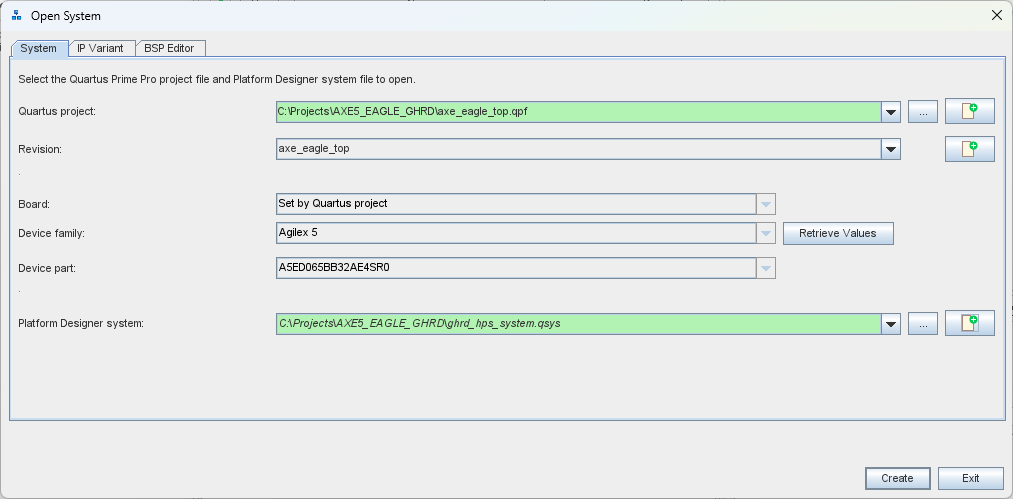 Open System
System IP Variant BSP Editor
Select the Quartus Prime Pro project file and Platform Designer system file to open.
Quartus project: C:\Projects\AXE5_EAGLE_GHRD\axe_eagle_top.qpf ...
Revision: axe_eagle_top
.
Board: Set by Quartus project
Device family: Agilex 5 Retrieve Values
Device part: A5ED065BB32AE4SR0
.
Platform Designer system: C:\Projects\AXE5_EAGLE_GHRD\ghrd_hps_system.qsys ...
Create Exit